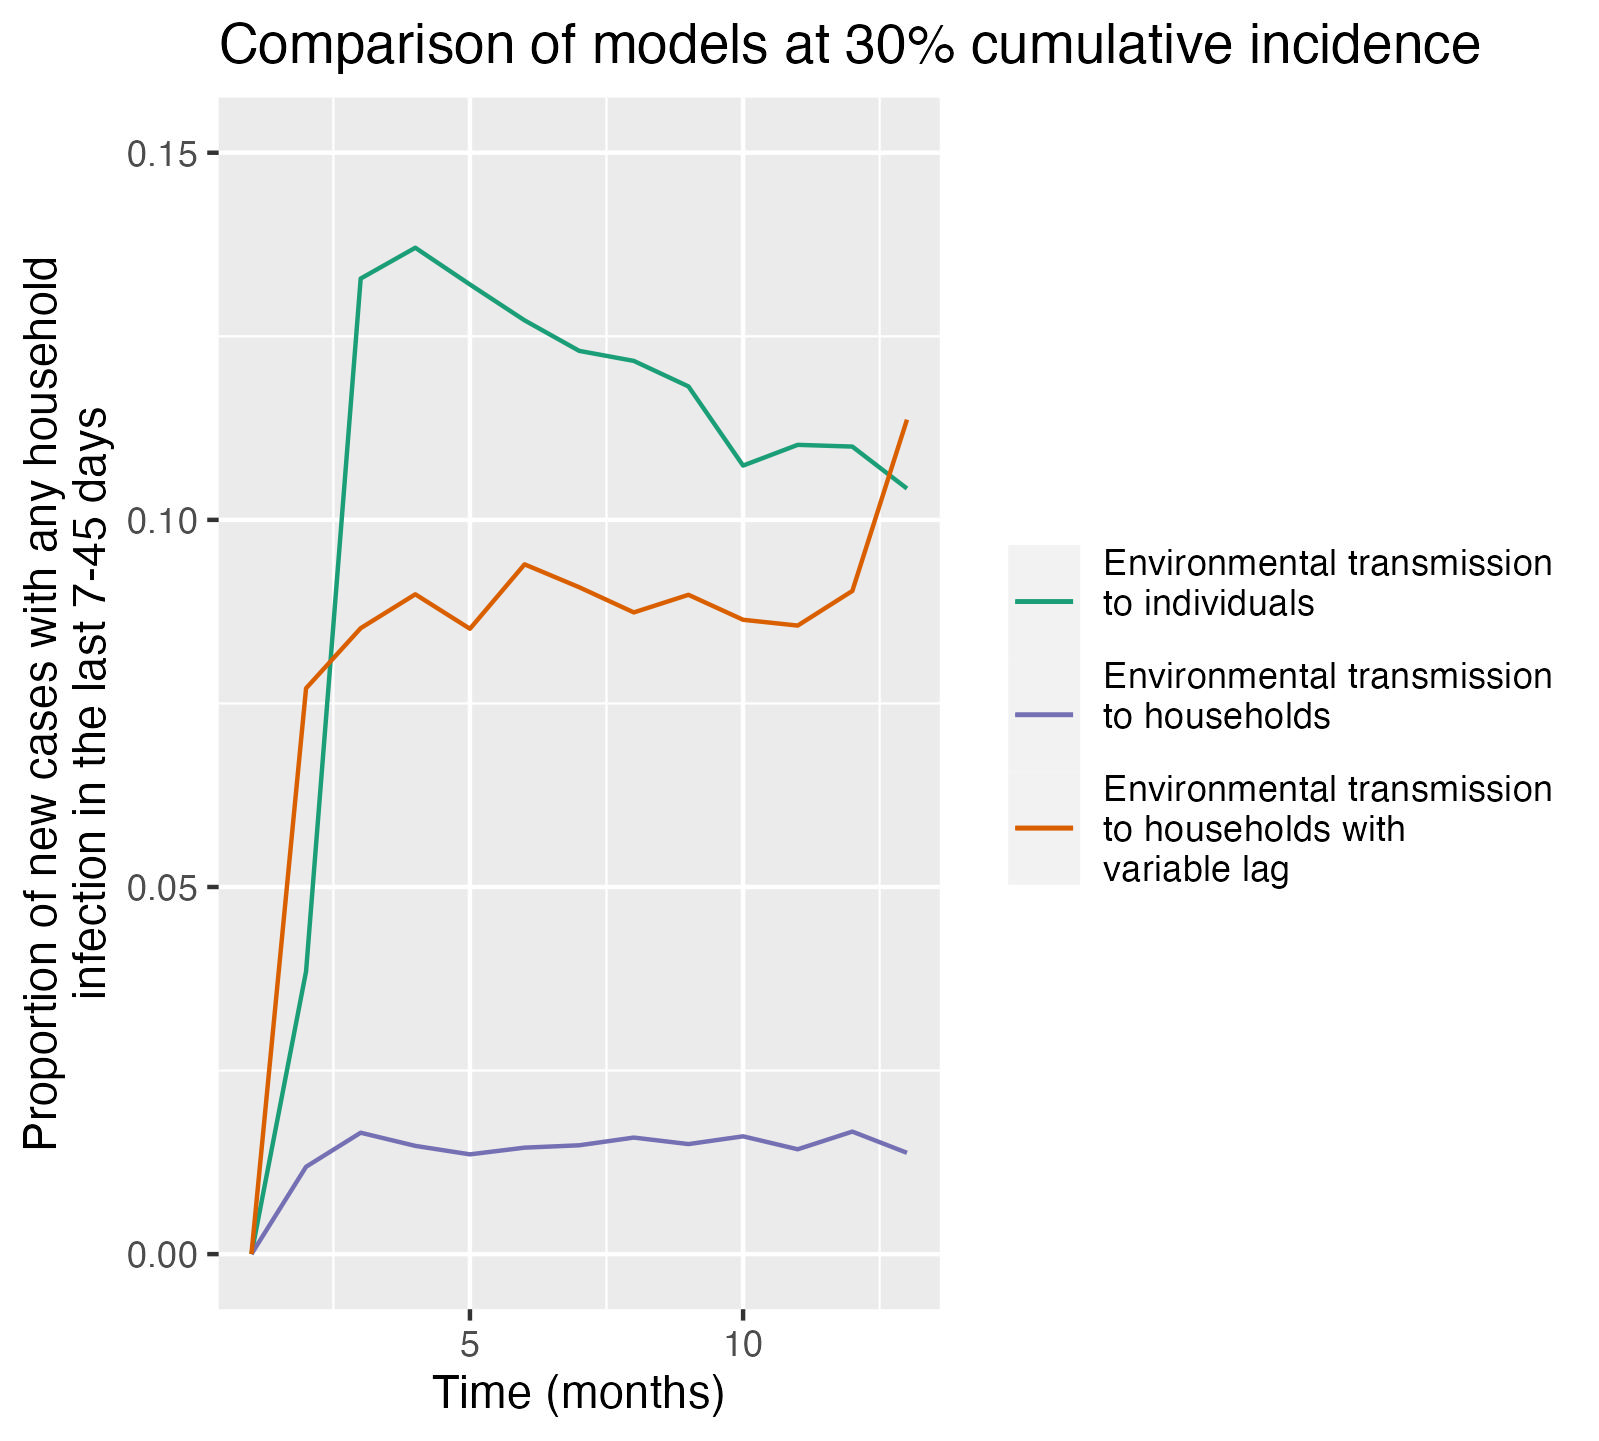 Comparison of models at 30% cumulative incidence
Proportion of new cases with any household
infection in the last 7-45 days
0.15
0.10
0.05
0.00
5
10
Time (months)
Environmental transmission
to individuals
Environmental transmission
to households
Environmental transmission
to households with
variable lag